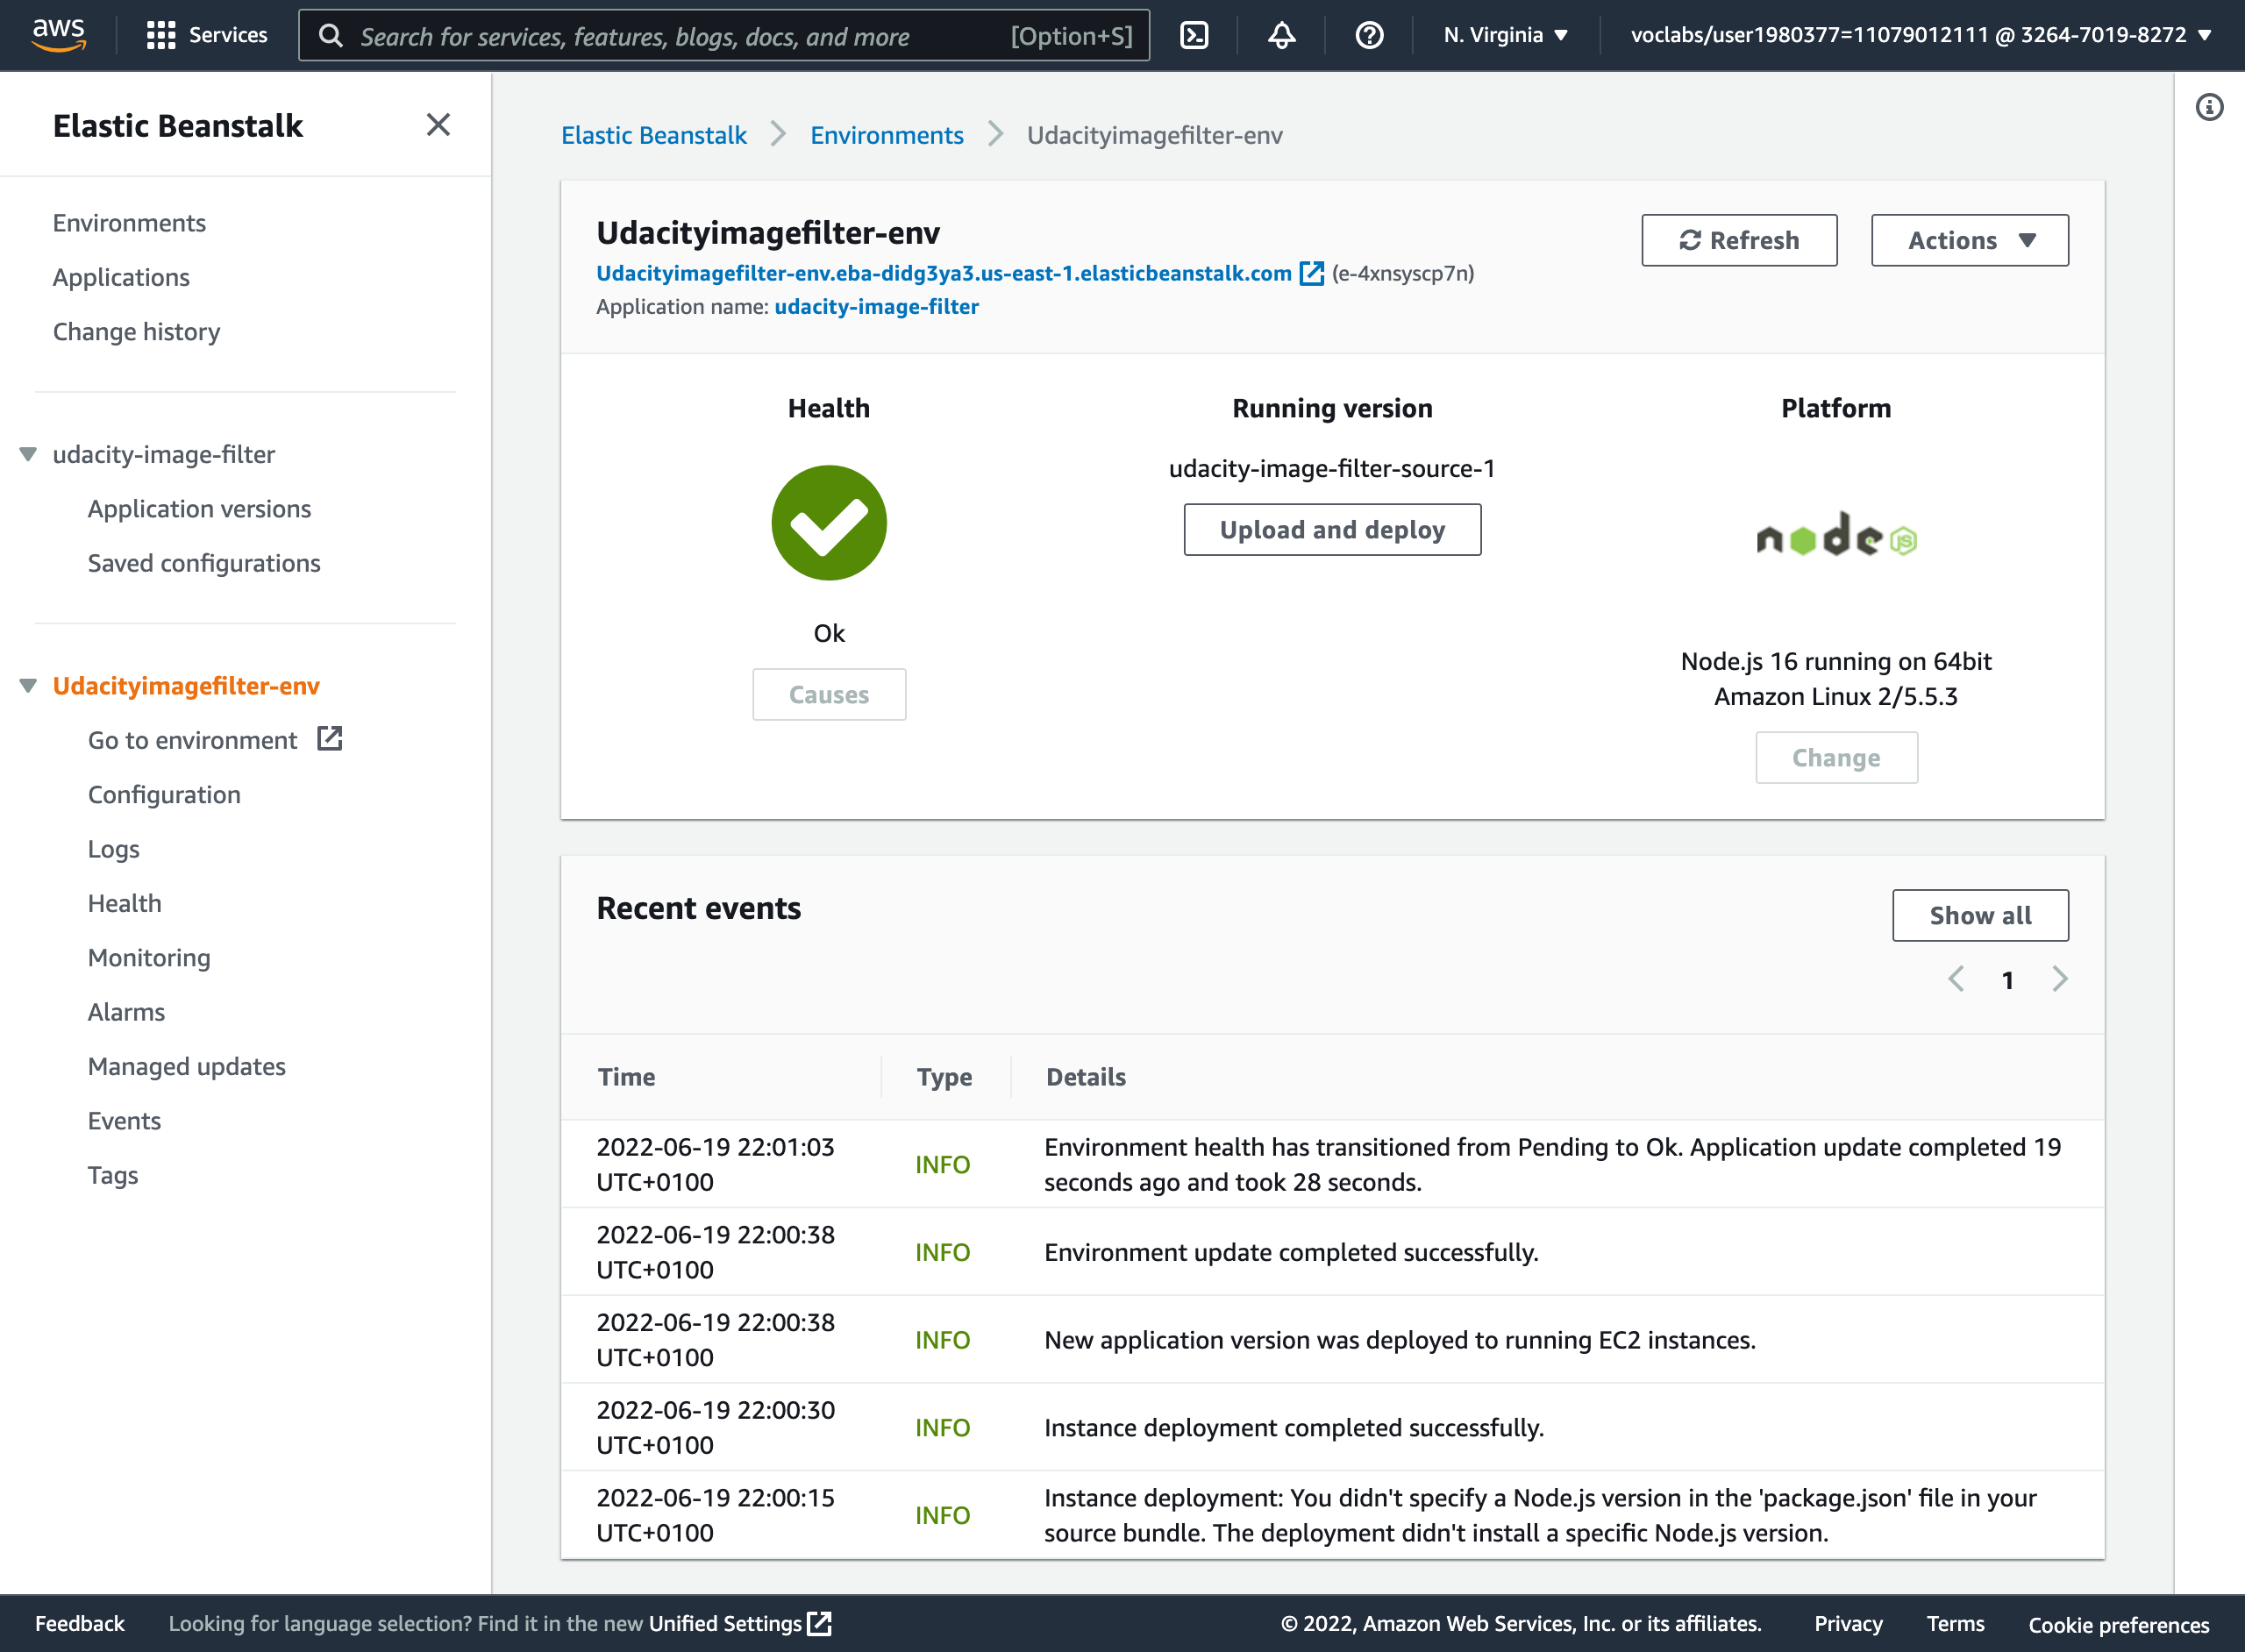 aws
Services
Search for services, features, blogs, docs, and more
[Option+S]
N. Virginia
voclabs/user1980377=11079012111 @ 3264-7019-8272
Elastic Beanstalk
Environments
Applications
Change history
udacity-image-filter
Application versions
Saved configurations
Udacityimagefilter-env
Go to environment
Configuration
Logs
Health
Monitoring
Alarms
Managed updates
Events
Tags
Elastic Beanstalk
Environments
Udacityimagefilter-env
Udacityimagefilter-env
Udacityimagefilter-env.eba-didg3ya3.us-east-1.elasticbeanstalk.com (e-4xnsyscp7n)
Application name: udacity-image-filter
Refresh
Actions
Health
Ok
Causes
Running version
udacity-image-filter-source-1
Upload and deploy
Platform
node JS
Node.js 16 running on 64bit
Amazon Linux 2/5.5.3
Change
Recent events
Show all
1
Time
Type
Details
2022-06-19 22:01:03
UTC+0100
INFO
Environment health has transitioned from Pending to Ok. Application update completed 19
seconds ago and took 28 seconds.
2022-06-19 22:00:38
UTC+0100
INFO
Environment update completed successfully.
2022-06-19 22:00:38
UTC+0100
INFO
New application version was deployed to running EC2 instances.
2022-06-19 22:00:30
UTC+0100
INFO
Instance deployment completed successfully.
2022-06-19 22:00:15
UTC+0100
INFO
Instance deployment: You didn't specify a Node.js version in the 'package.json' file in your
source bundle. The deployment didn't install a specific Node.js version.
Feedback
Looking for language selection? Find it in the new Unified Settings
© 2022, Amazon Web Services, Inc. or its affiliates.
Privacy
Terms
Cookie preferences